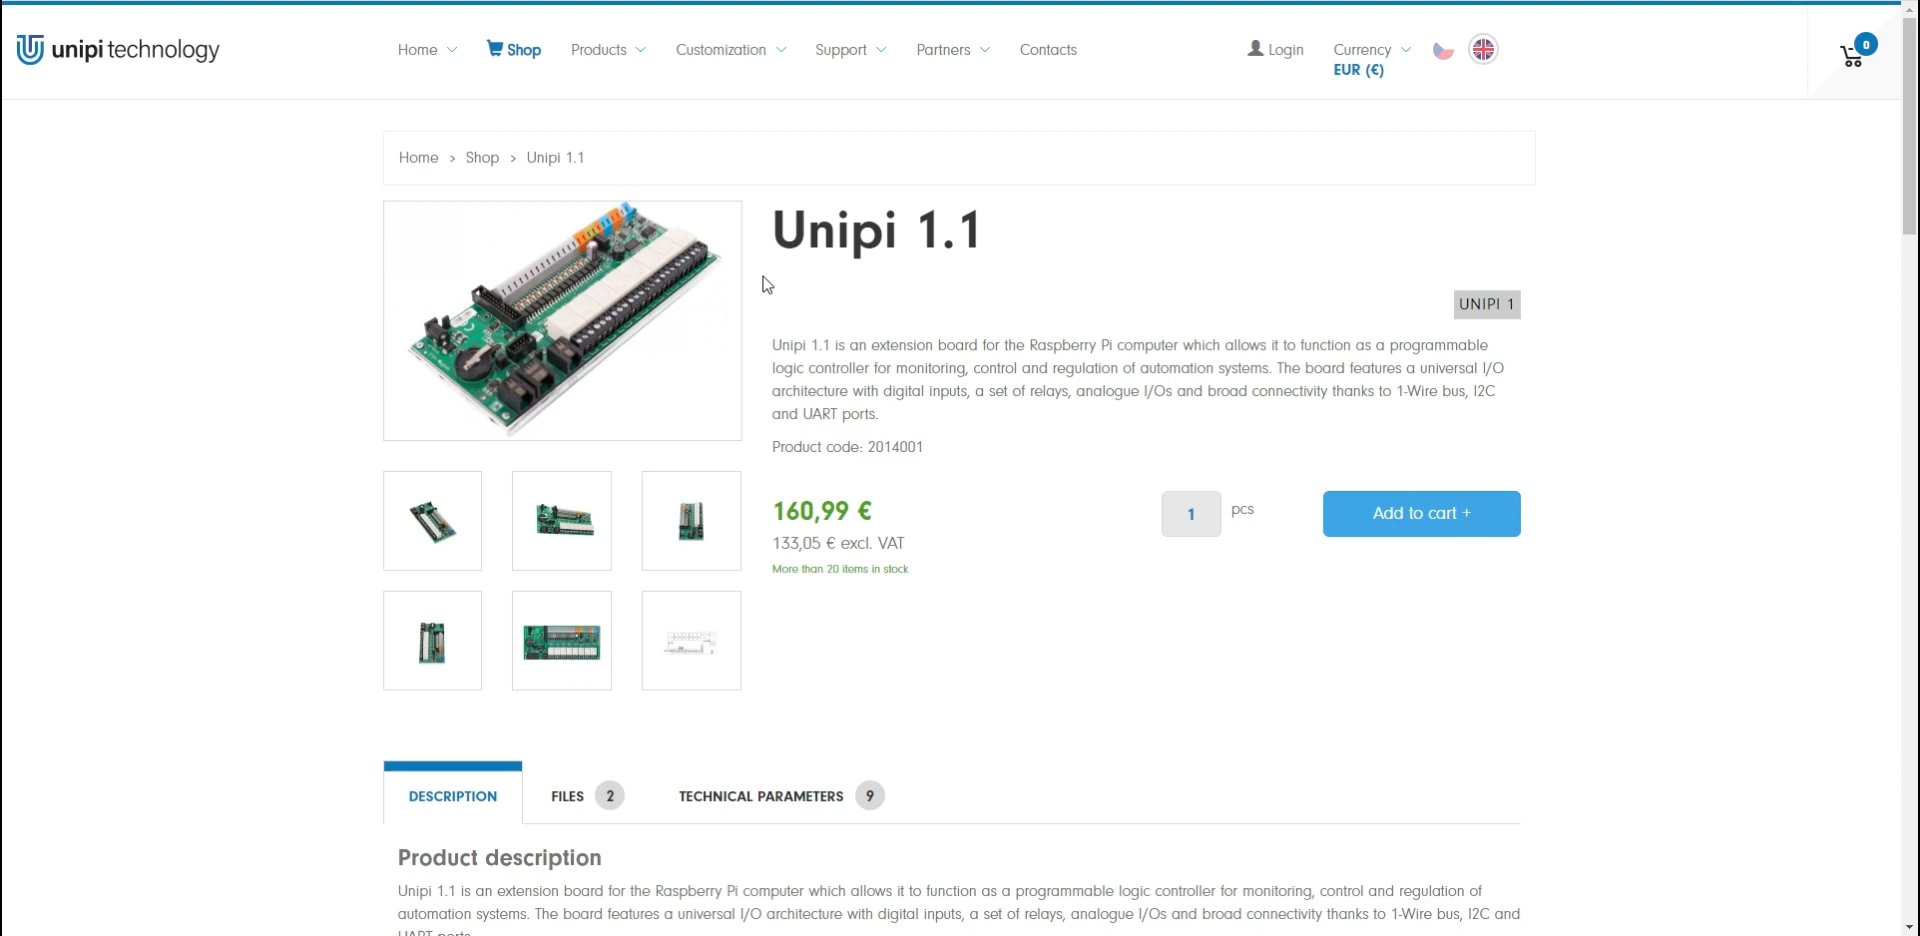 unipi technology
Home
Shop
Products
Customization
Support
Partners
Contacts
Login
Currency
EUR (€)
0
Home > Shop > Unipi 1.1
Unipi 1.1
UNIPI 1
Unipi 1.1 is an extension board for the Raspberry Pi computer which allows it to function as a programmable
logic controller for monitoring, control and regulation of automation systems. The board features a universal I/O
architecture with digital inputs, a set of relays, analogue I/Os and broad connectivity thanks to 1-Wire bus, I2C
and UART ports.
Product code: 2014001
160,99 €
1 pcs
Add to cart +
133,05 € excl. VAT
More than 20 items in stock
DESCRIPTION
FILES 2
TECHNICAL PARAMETERS 9
Product description
Unipi 1.1 is an extension board for the Raspberry Pi computer which allows it to function as a programmable logic controller for monitoring, control and regulation of
automation systems. The board features a universal I/O architecture with digital inputs, a set of relays, analogue I/Os and broad connectivity thanks to 1-Wire bus, I2C and
UART ports.